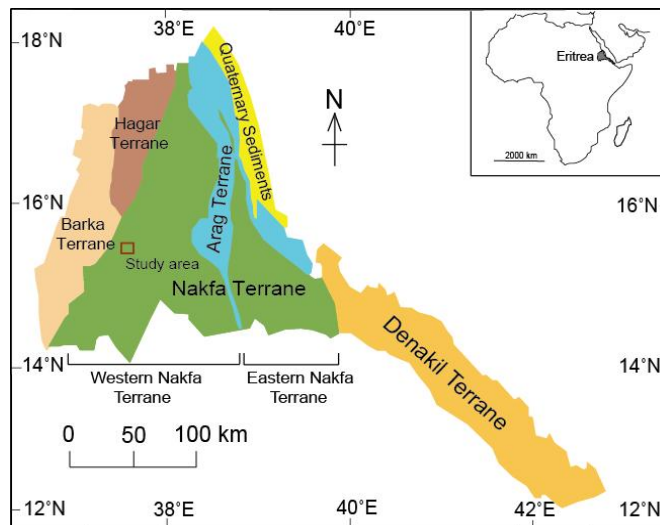 38°E
40°E
18°N
Eritrea
2000 km
N
Quaternary Sediments
Hagar
Terrane
16°N
16°N
Barka
Terrane
Arag Terrane
Study area
Nakfa Terrane
Denakil Terrane
14°N
14°N
Western Nakfa
Terrane
Eastern Nakfa
Terrane
0 50 100 km
12°N
12°N
38°E
40°E
42°E